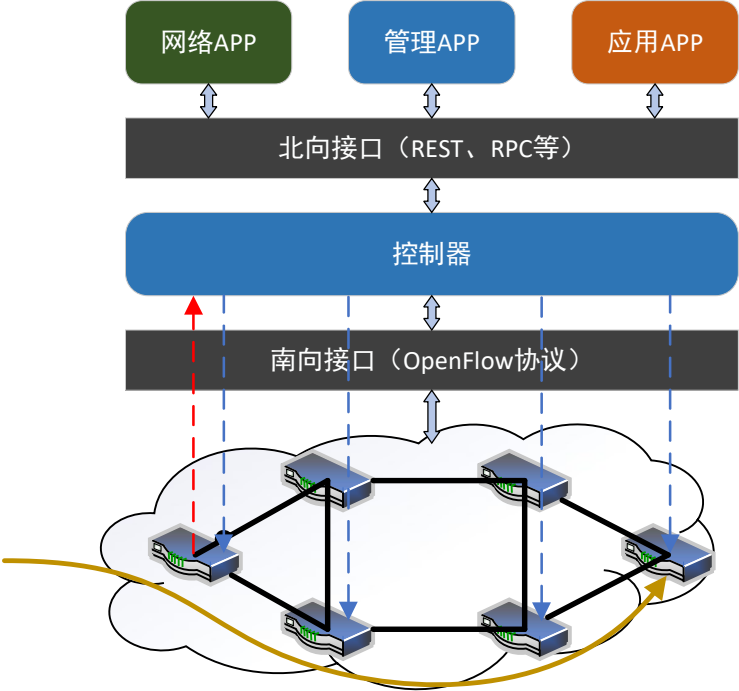 网络APP
管理APP
应用APP
北向接口（REST、RPC等）
控制器
南向接口（OpenFlow协议）